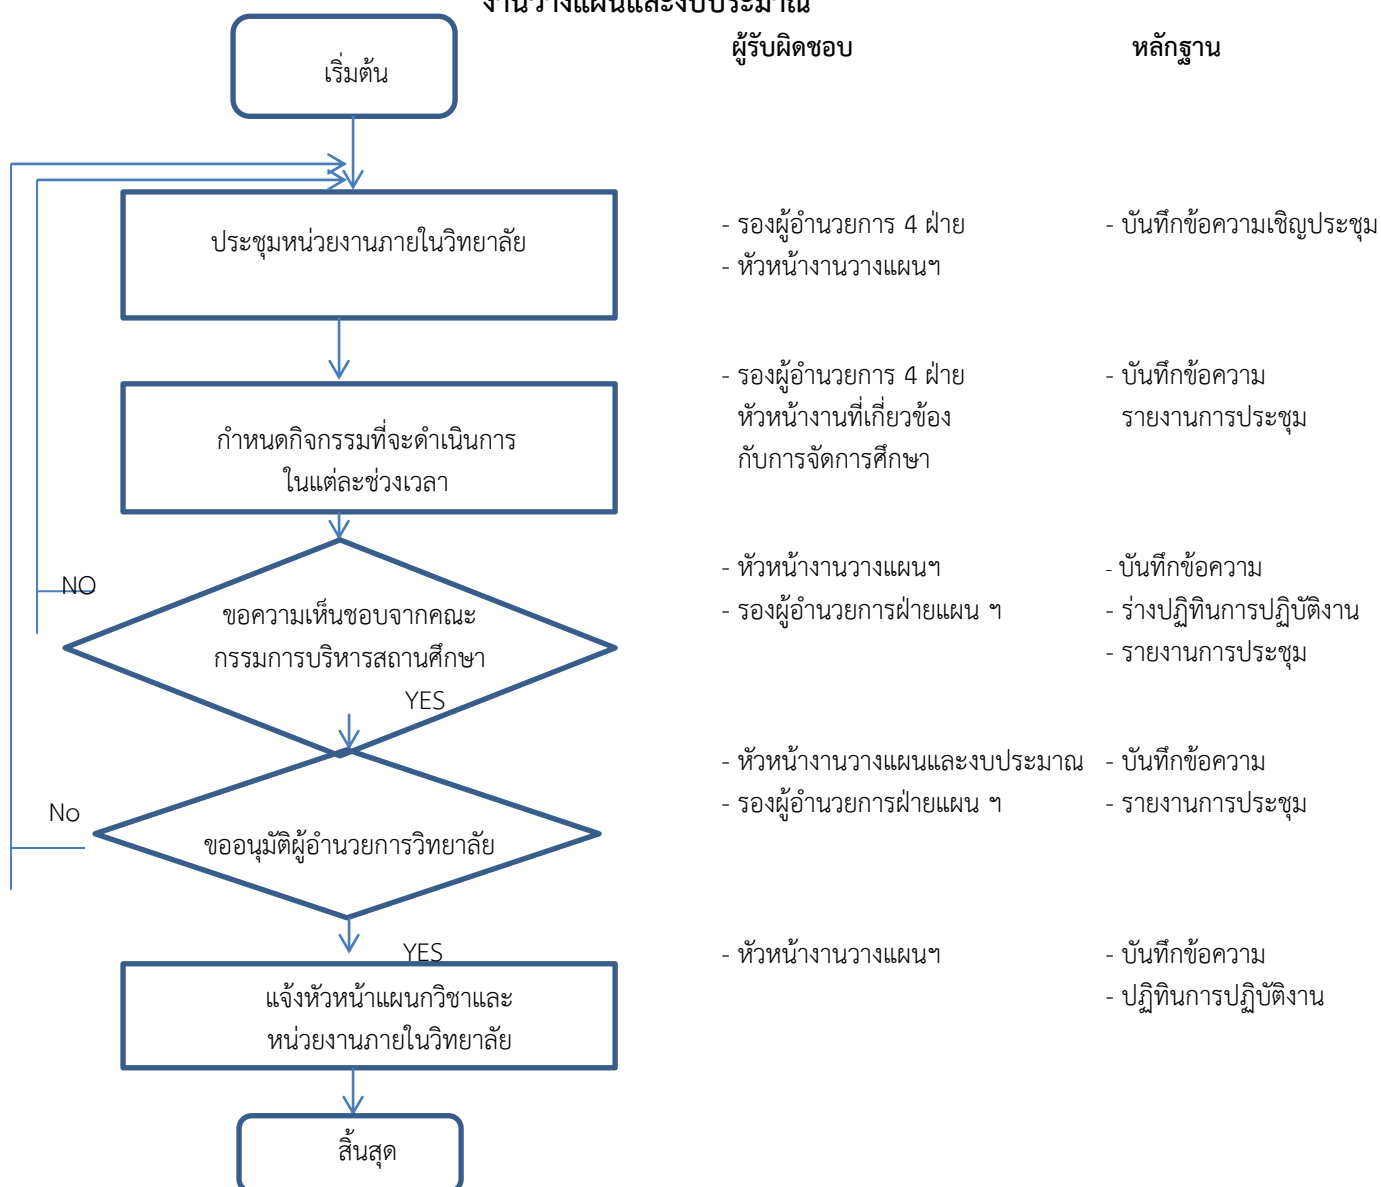 งานวางแผนและงบประมาณ
ผู้รับผิดชอบ
หลักฐาน
เริ่มต้น
ประชุมหน่วยงานภายในวิทยาลัย
- รองผู้อำนวยการ 4 ฝ่าย
- หัวหน้างานวางแผนฯ
- บันทึกข้อความเชิญประชุม
กำหนดกิจกรรมที่จะดำเนินการ
ในแต่ละช่วงเวลา
- รองผู้อำนวยการ 4 ฝ่าย
หัวหน้างานที่เกี่ยวข้อง
กับการจัดการศึกษา
- บันทึกข้อความ
รายงานการประชุม
NO
ขอความเห็นชอบจากคณะ
กรรมการบริหารสถานศึกษา
YES
- หัวหน้างานวางแผนฯ
- รองผู้อำนวยการฝ่ายแผน ฯ
- บันทึกข้อความ
- ร่างปฏิทินการปฏิบัติงาน
- รายงานการประชุม
No
ขออนุมัติผู้อำนวยการวิทยาลัย
YES
- หัวหน้างานวางแผนและงบประมาณ
- รองผู้อำนวยการฝ่ายแผน ฯ
- บันทึกข้อความ
- รายงานการประชุม
แจ้งหัวหน้าแผนกวิชาและ
หน่วยงานภายในวิทยาลัย
- หัวหน้างานวางแผนฯ
- บันทึกข้อความ
- ปฏิทินการปฏิบัติงาน
สิ้นสุด